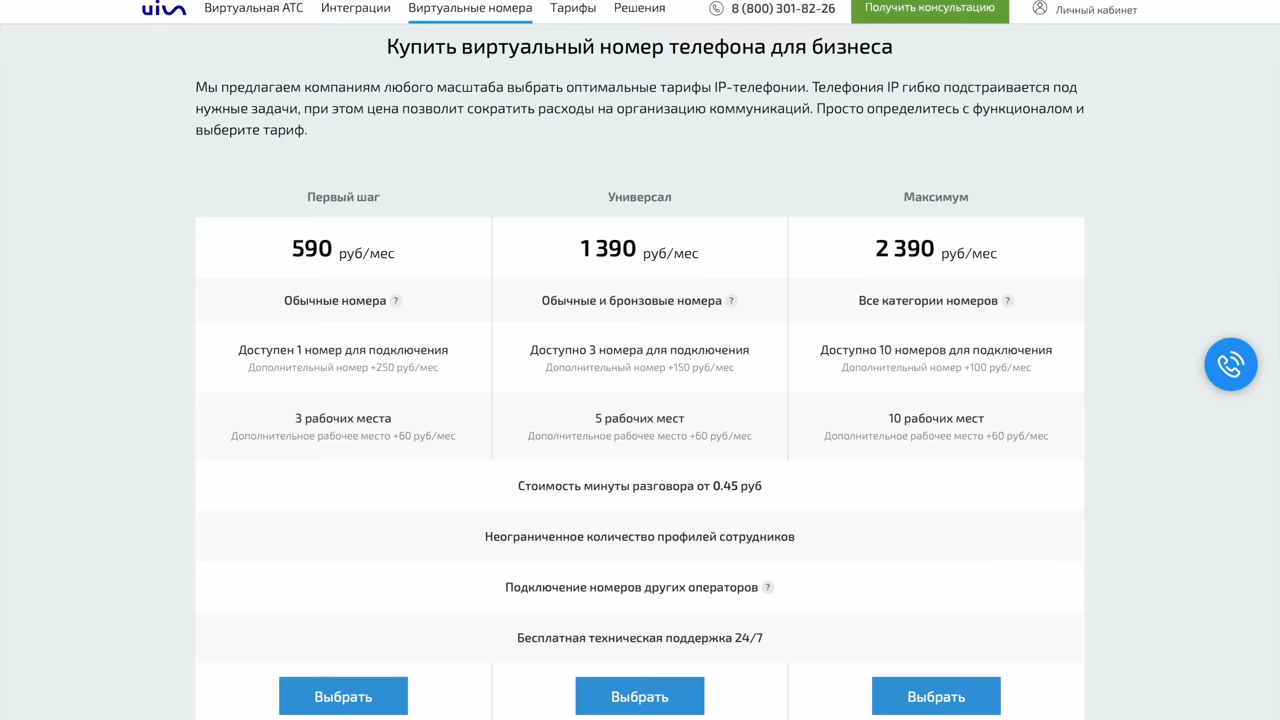 uis
Виртуальная АТС Интеграции Виртуальные номера Тарифы Решения 8 (800) 301-82-26 Получить консультацию Личный кабинет
Купить виртуальный номер телефона для бизнеса
Мы предлагаем компаниям любого масштаба выбрать оптимальные тарифы IP-телефонии. Телефония IP гибко подстраивается под
нужные задачи, при этом цена позволит сократить расходы на организацию коммуникаций. Просто определитесь с функционалом и
выберите тариф.
Первый шаг Универсал Максимум
590 руб/мес 1 390 руб/мес 2 390 руб/мес
Обычные номера ? Обычные и бронзовые номера ? Все категории номеров ?
Доступен 1 номер для подключения Доступно 3 номера для подключения Доступно 10 номеров для подключения
Дополнительный номер +250 руб/мес Дополнительный номер +150 руб/мес Дополнительный номер +100 руб/мес
3 рабочих места 5 рабочих мест 10 рабочих мест
Дополнительное рабочее место +60 руб/мес Дополнительное рабочее место +60 руб/мес Дополнительное рабочее место +60 руб/мес
Стоимость минуты разговора от 0.45 руб
Неограниченное количество профилей сотрудников
Подключение номеров других операторов ?
Бесплатная техническая поддержка 24/7
Выбрать Выбрать Выбрать